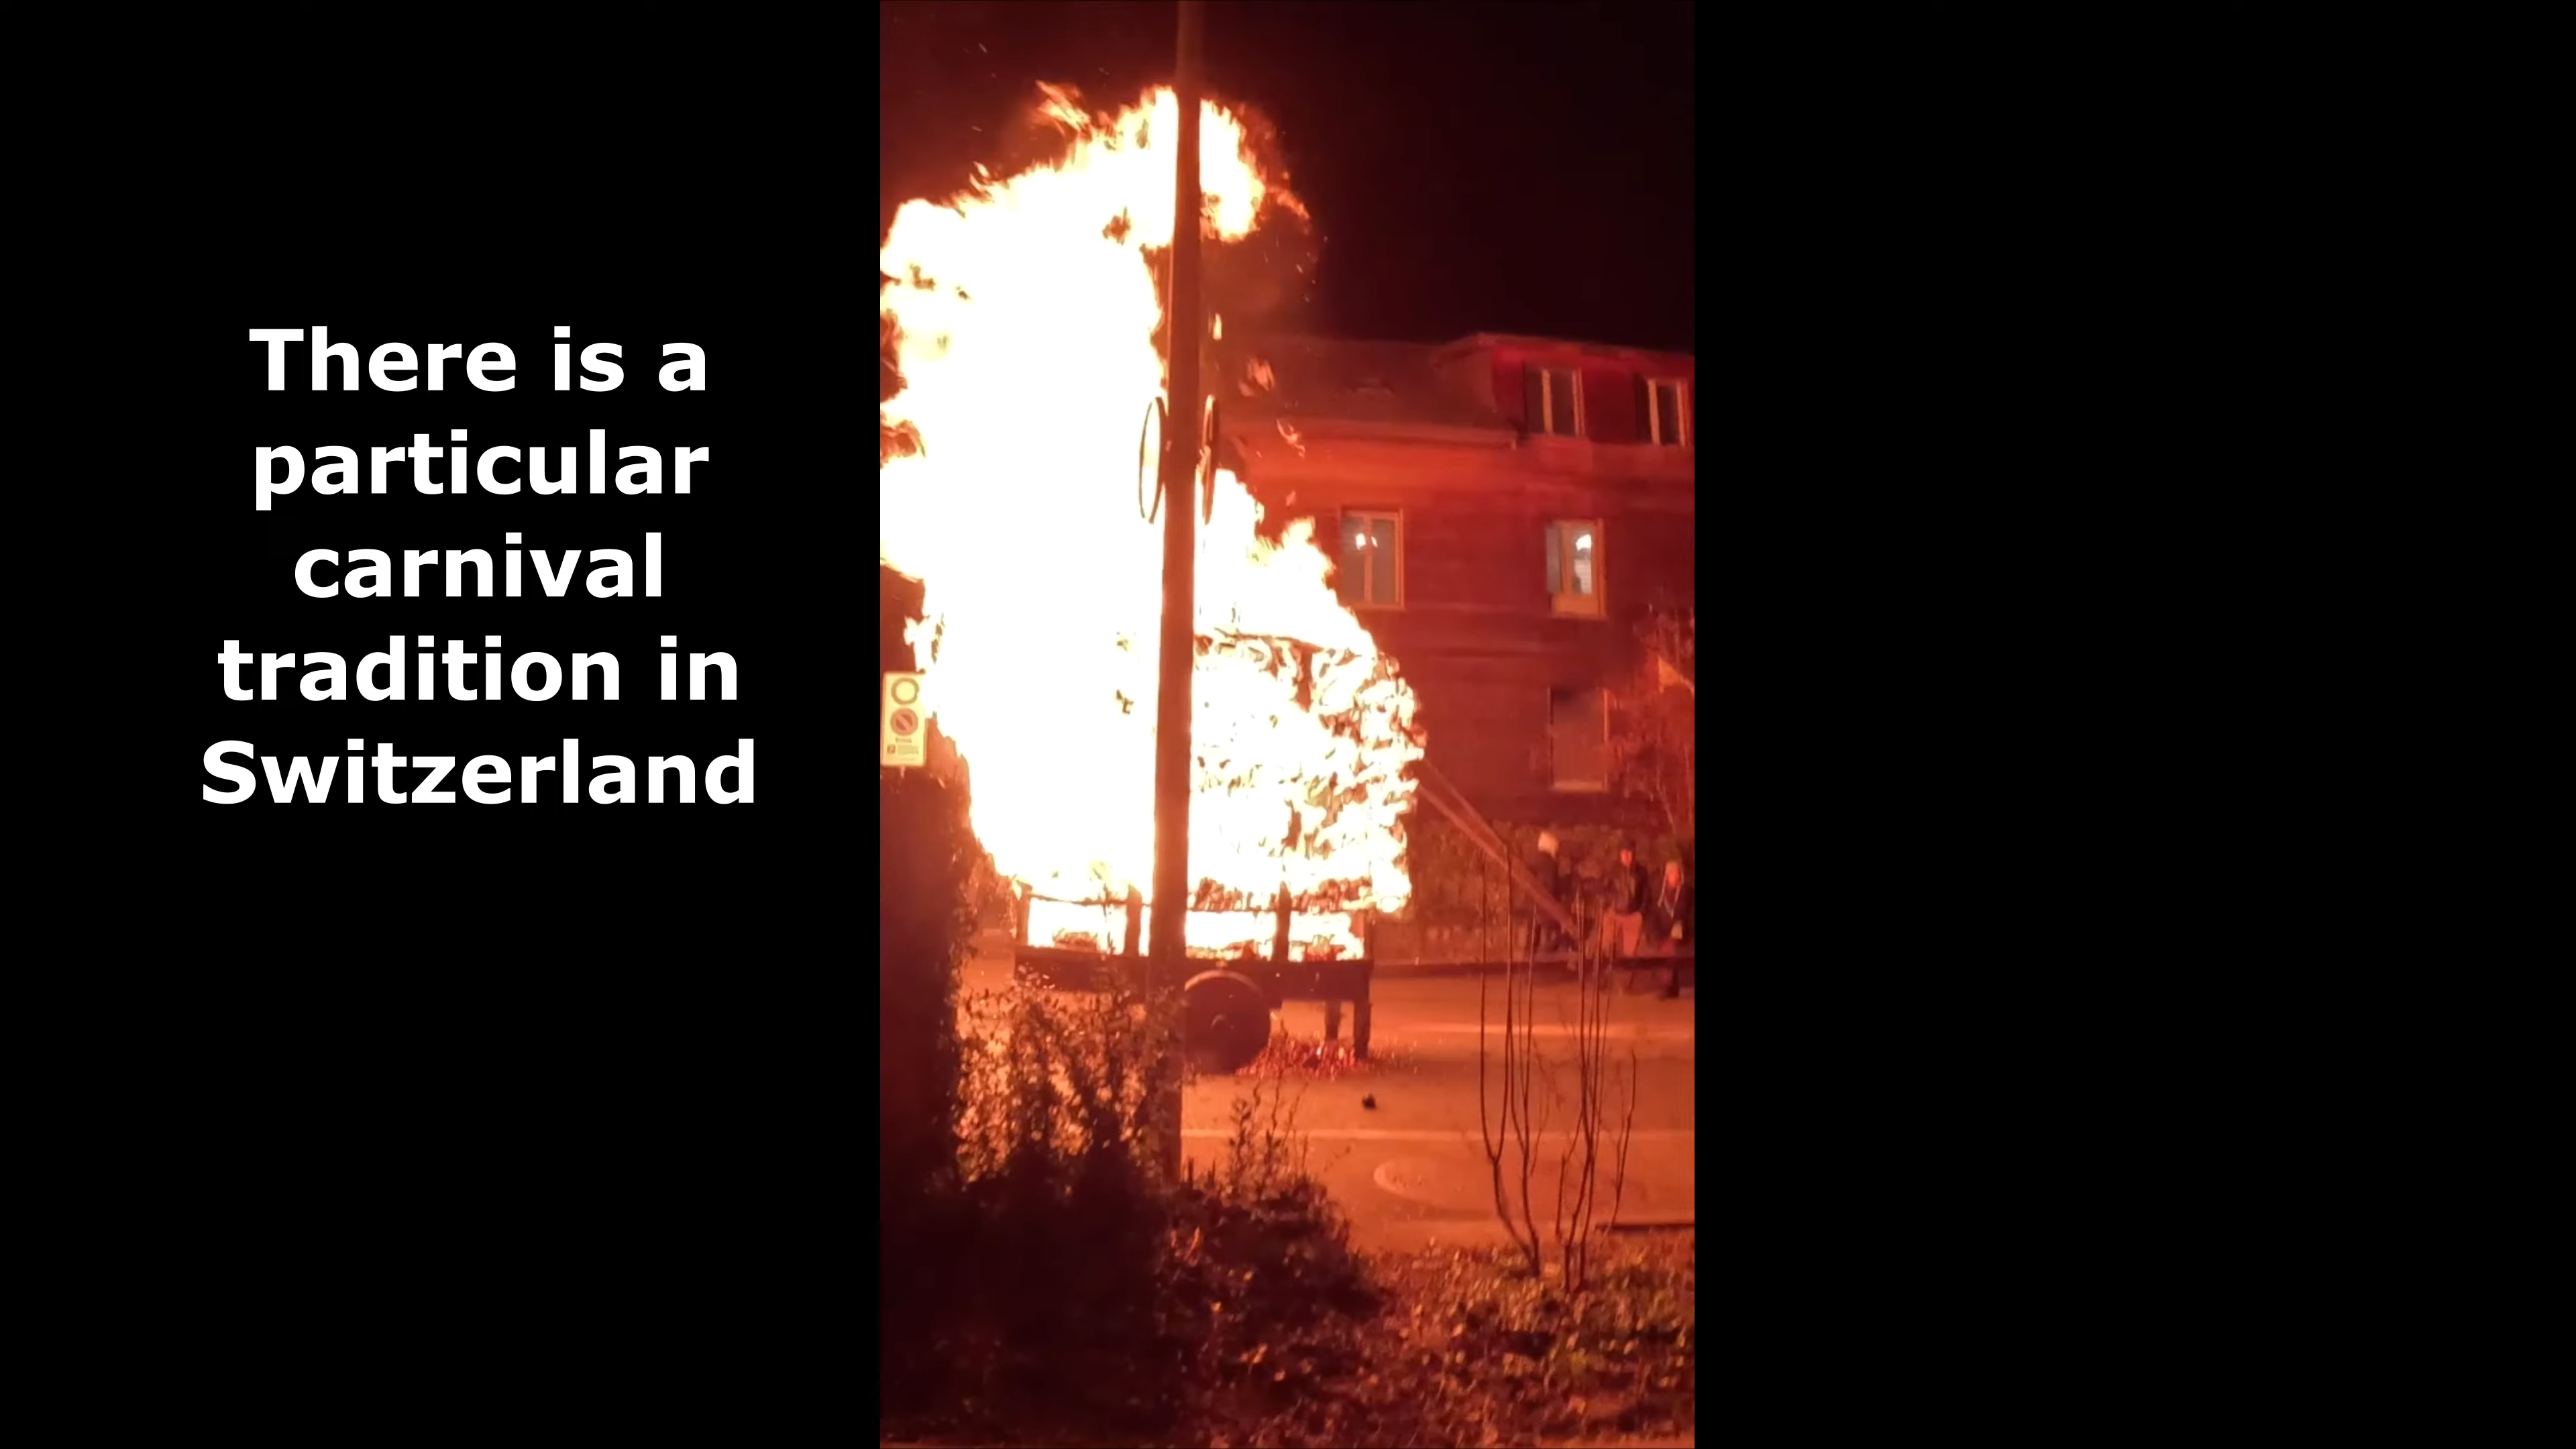 There is a
particular
carnival
tradition in
Switzerland